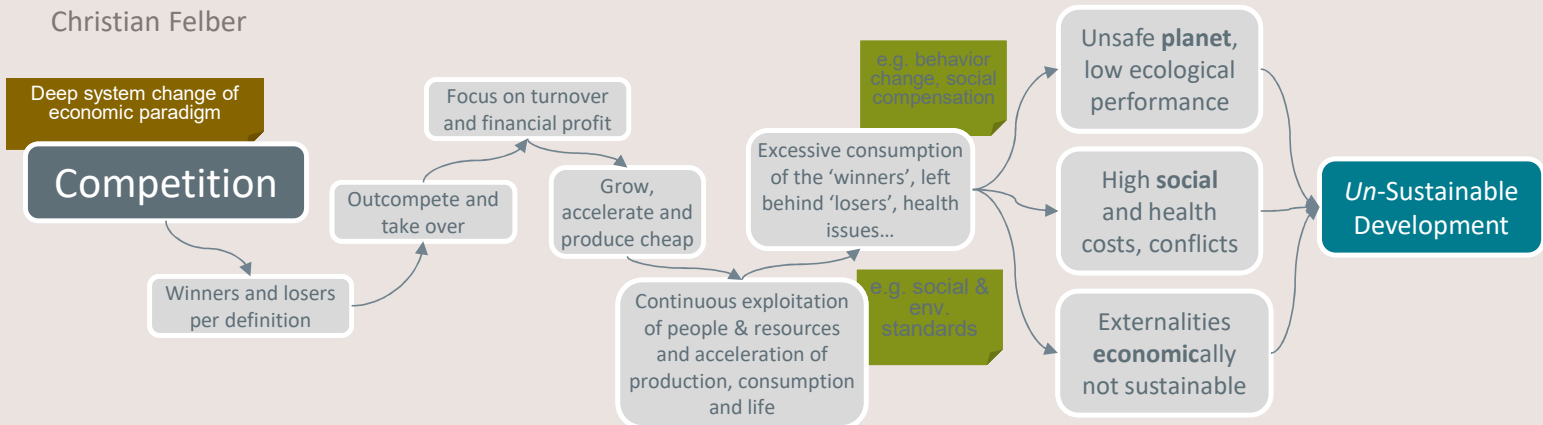 Christian Felber
Deep system change of
economic paradigm
Competition
Winners and losers
per definition
Outcompete and
take over
Focus on turnover
and financial profit
Grow,
accelerate and
produce cheap
Continuous exploitation
of people & resources
and acceleration of
production, consumption
and life
e.g. social &
env.
standards
Excessive consumption
of the ‘winners’, left
behind ‘losers’, health
issues…
e.g. behavior
change, social
compensation
Unsafe planet,
low ecological
performance
High social
and health
costs, conflicts
Externalities
economically
not sustainable
Un-Sustainable
Development